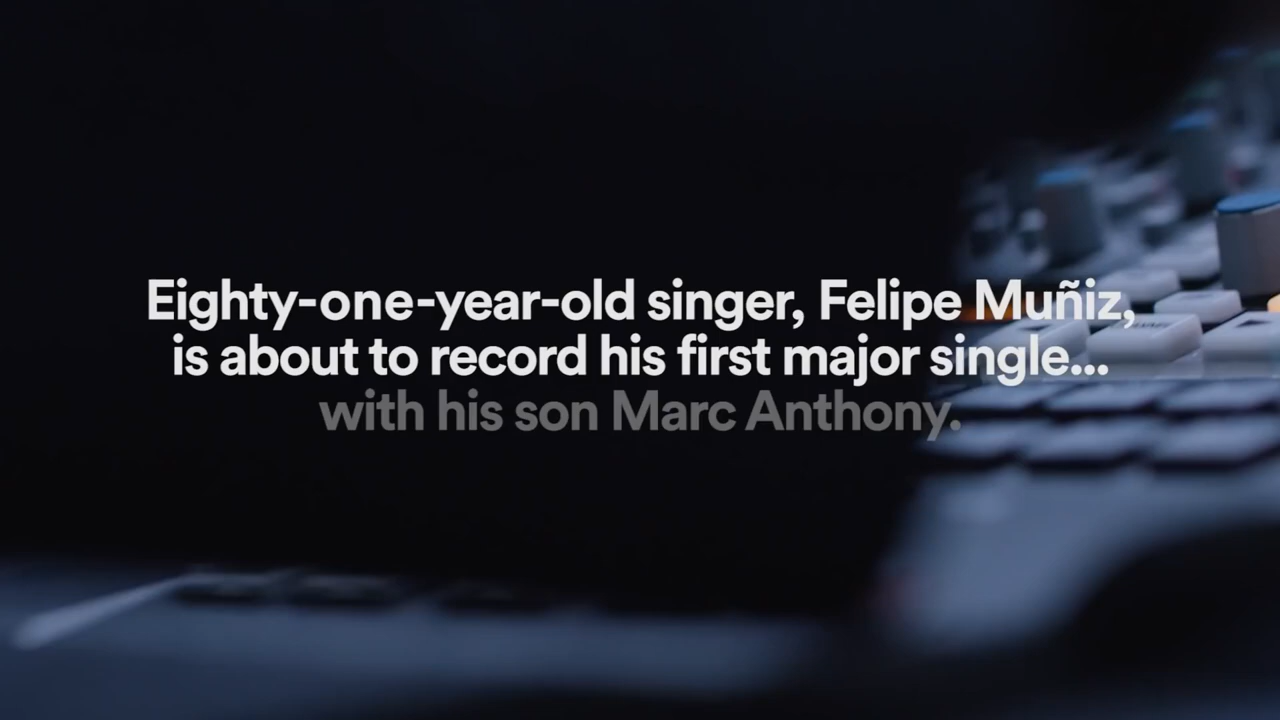 Eighty-one-year-old singer, Felipe Muñiz,
is about to record his first major single...
with his son Marc Anthony.